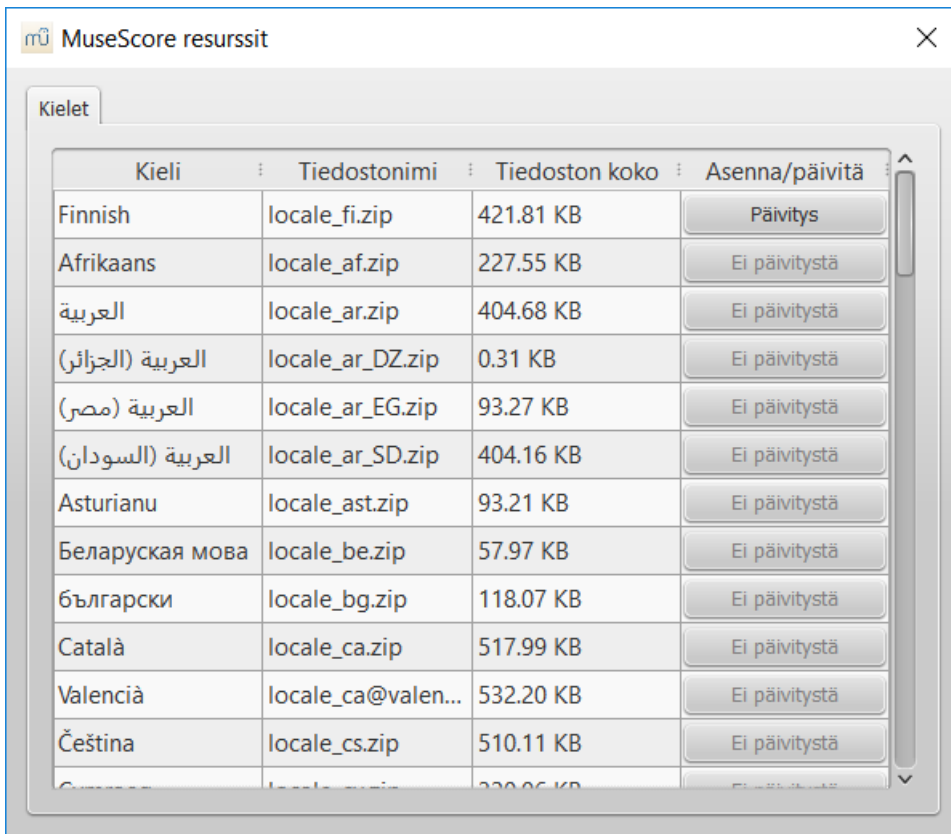 MuseScore resurssit
Kielet
Kieli Tiedostonimi Tiedoston koko Asenna/päivitä
Finnish locale_fi.zip 421.81 KB Päivitys
Afrikaans locale_af.zip 227.55 KB Ei päivitystä
العربية locale_ar.zip 404.68 KB Ei päivitystä
العربية (الجزائر) locale_ar_DZ.zip 0.31 KB Ei päivitystä
العربية (مصر) locale_ar_EG.zip 93.27 KB Ei päivitystä
العربية (السودان) locale_ar_SD.zip 404.16 KB Ei päivitystä
Asturianu locale_ast.zip 93.21 KB Ei päivitystä
Беларуская мова locale_be.zip 57.97 KB Ei päivitystä
български locale_bg.zip 118.07 KB Ei päivitystä
Català locale_ca.zip 517.99 KB Ei päivitystä
Valencià locale_ca@valen... 532.20 KB Ei päivitystä
Čeština locale_cs.zip 510.11 KB Ei päivitystä